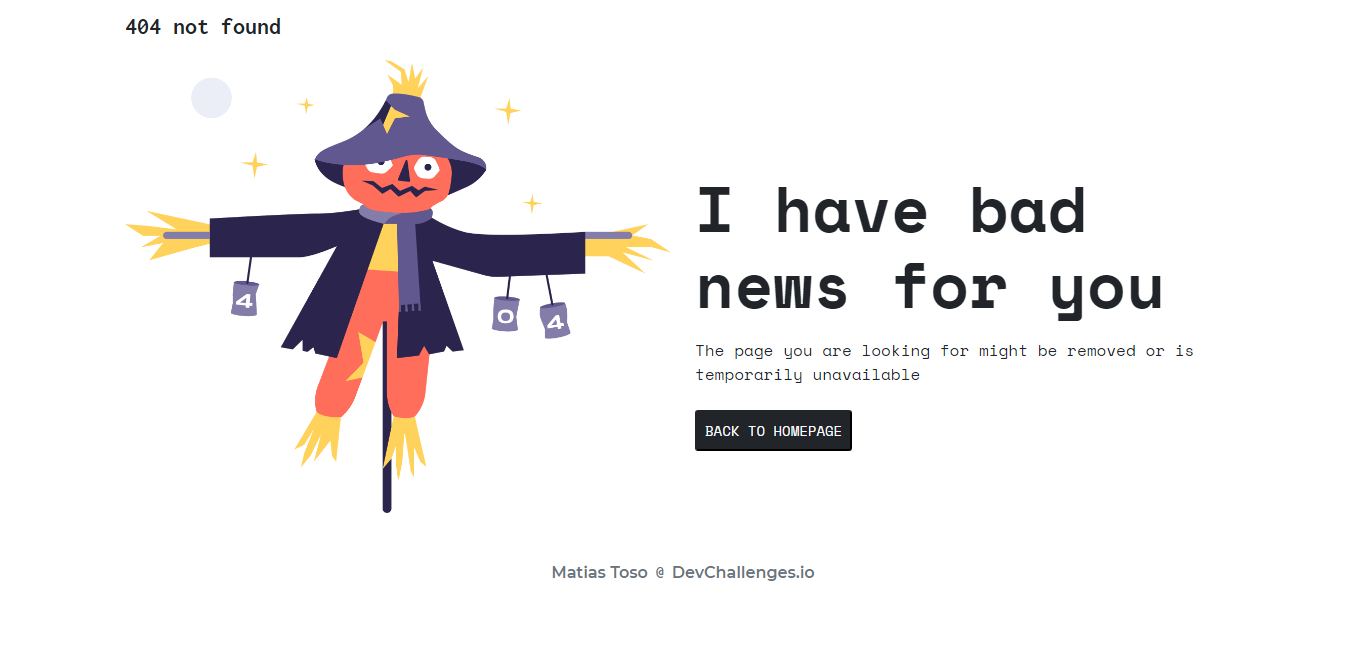 404 not found
4
0
4
I have bad
news for you
The page you are looking for might be removed or is
temporarily unavailable
BACK TO HOMEPAGE
Matias Toso @ DevChallenges.io